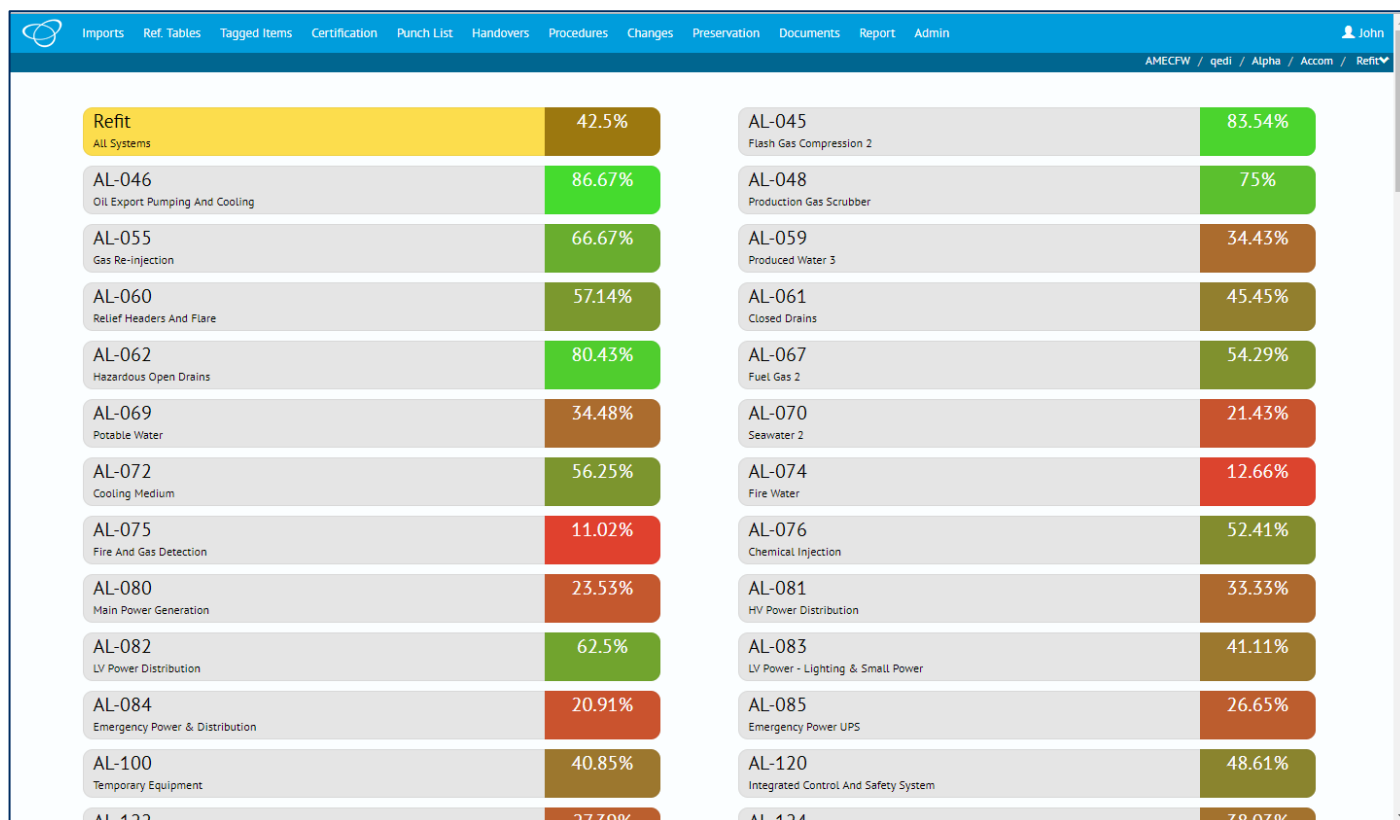 Imports Ref. Tables Tagged Items Certification Punch List Handovers Procedures Changes Preservation Documents Report Admin John
AMECFW / qedi / Alpha / Accom / Refit
Refit 42.5%
All Systems
AL-045 83.54%
Flash Gas Compression 2
AL-046 86.67%
Oil Export Pumping And Cooling
AL-048 75%
Production Gas Scrubber
AL-055 66.67%
Gas Re-injection
AL-059 34.43%
Produced Water 3
AL-060 57.14%
Relief Headers And Flare
AL-061 45.45%
Closed Drains
AL-062 80.43%
Hazardous Open Drains
AL-067 54.29%
Fuel Gas 2
AL-069 34.48%
Potable Water
AL-070 21.43%
Seawater 2
AL-072 56.25%
Cooling Medium
AL-074 12.66%
Fire Water
AL-075 11.02%
Fire And Gas Detection
AL-076 52.41%
Chemical Injection
AL-080 23.53%
Main Power Generation
AL-081 33.33%
HV Power Distribution
AL-082 62.5%
LV Power Distribution
AL-083 41.11%
LV Power - Lighting & Small Power
AL-084 20.91%
Emergency Power & Distribution
AL-085 26.65%
Emergency Power UPS
AL-100 40.85%
Temporary Equipment
AL-120 48.61%
Integrated Control And Safety System